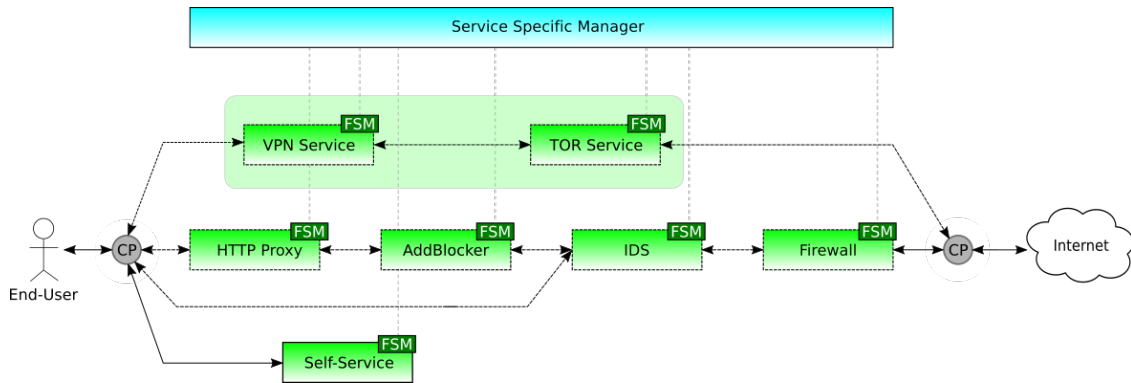 Service Specific Manager
FSM
VPN Service
FSM
TOR Service
End-User
CP
FSM
HTTP Proxy
FSM
AddBlocker
FSM
IDS
FSM
Firewall
CP
Internet
FSM
Self-Service